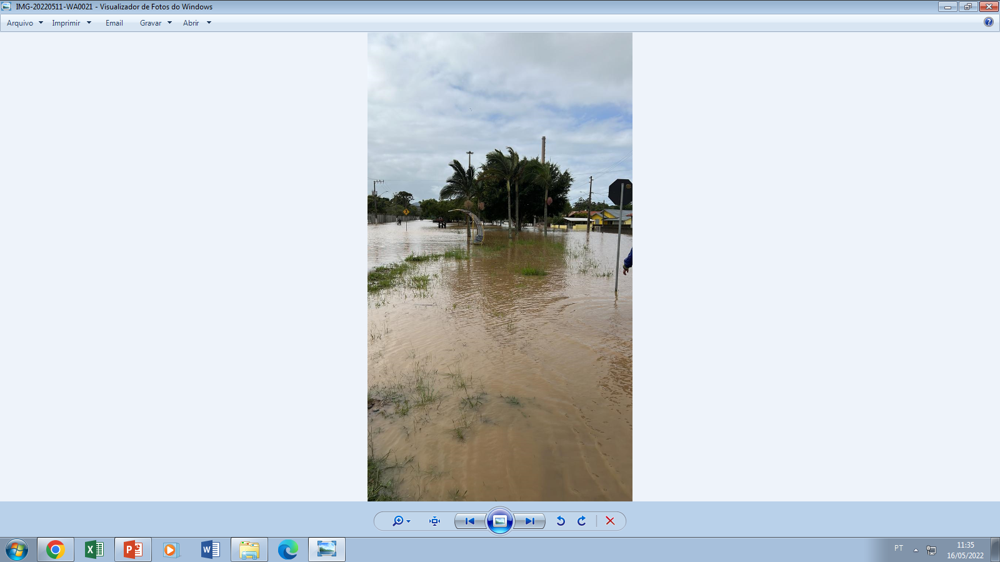 IMG-20220511-WA0021 - Visualizador de Fotos do Windows
Arquivo Imprimir Email Gravar Abrir
PT
11:35
16/05/2022